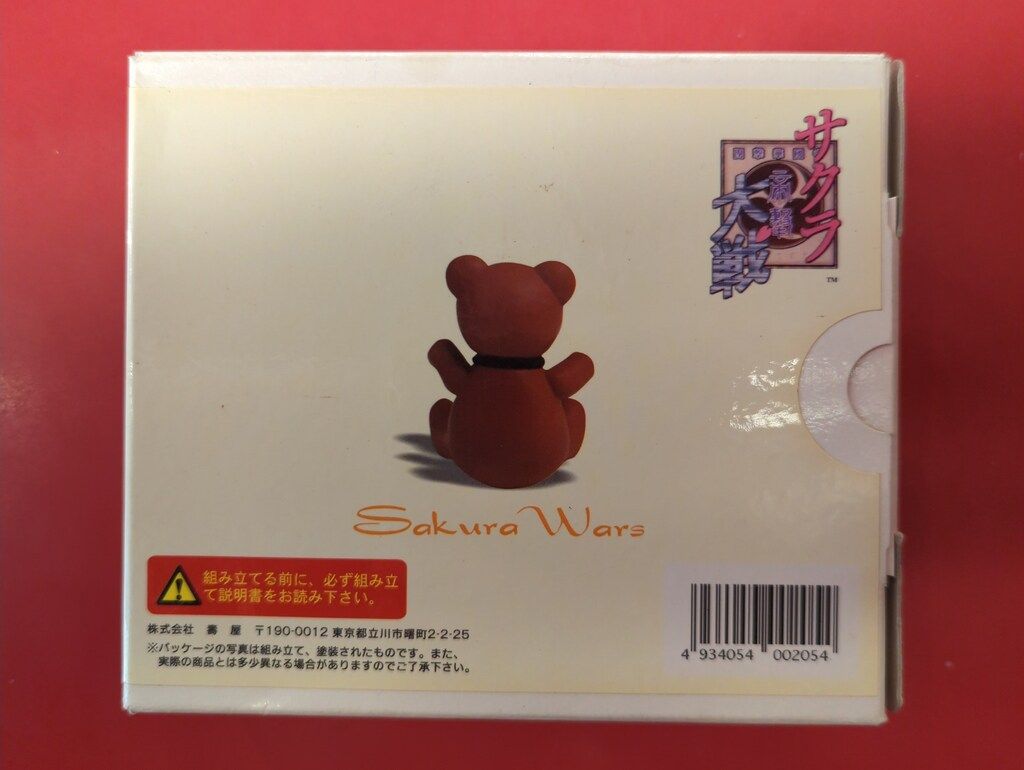 サクラ
大戦
帝撃
TM
Sakura Wars
組み立てる前に、必ず組み立
て説明書をお読み下さい。
株式会社 壽 屋 〒190-0012 東京都立川市曙町2-2-25
※パッケージの写真は組み立て、塗装されたものです。また、
実際の商品とは多少異なる場合がありますのでご了承下さい。
4 934054 002054